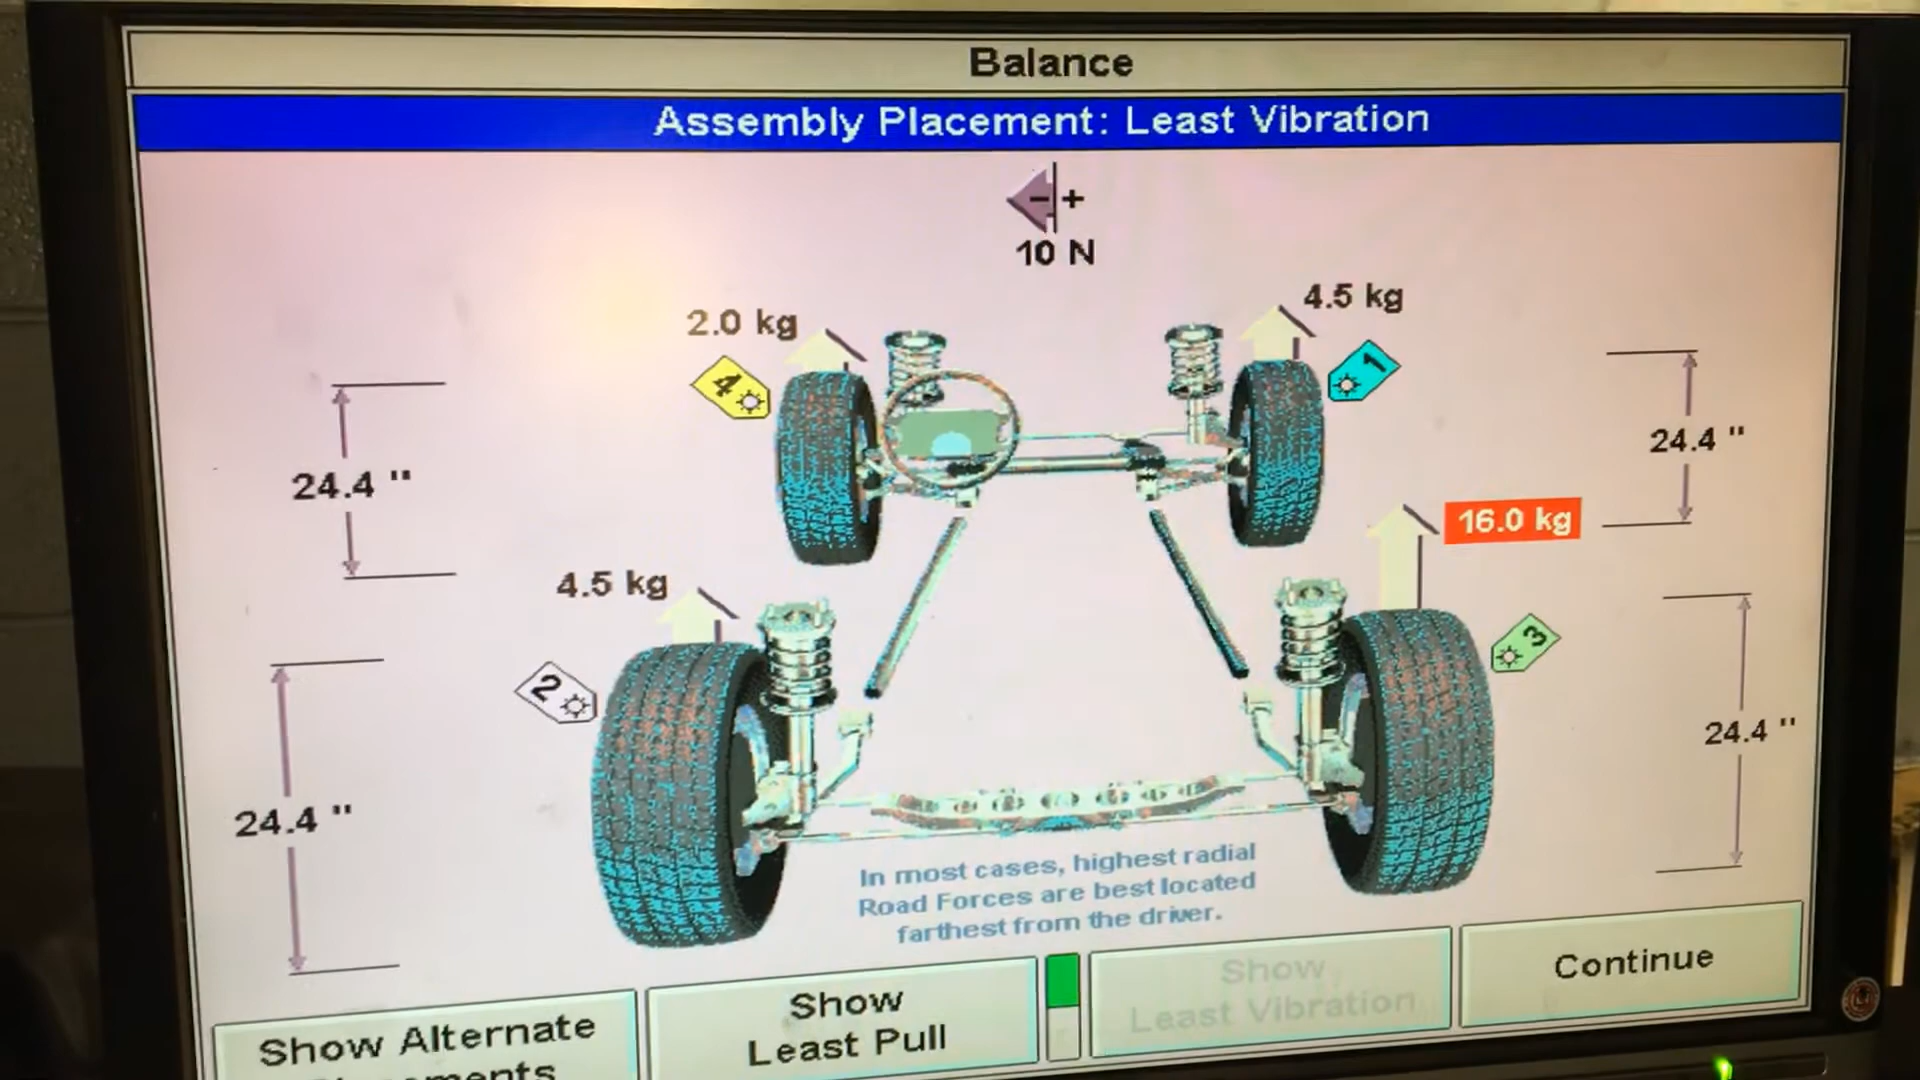 Balance
Assembly Placement: Least Vibration
- +
10 N
2.0 kg
4.5 kg
4
1
24.4 "
24.4 "
16.0 kg
4.5 kg
2
3
24.4 "
24.4 "
In most cases, highest radial
Road Forces are best located
farthest from the driver.
Show Alternate
Show
Least Pull
Show
Least Vibration
Continue